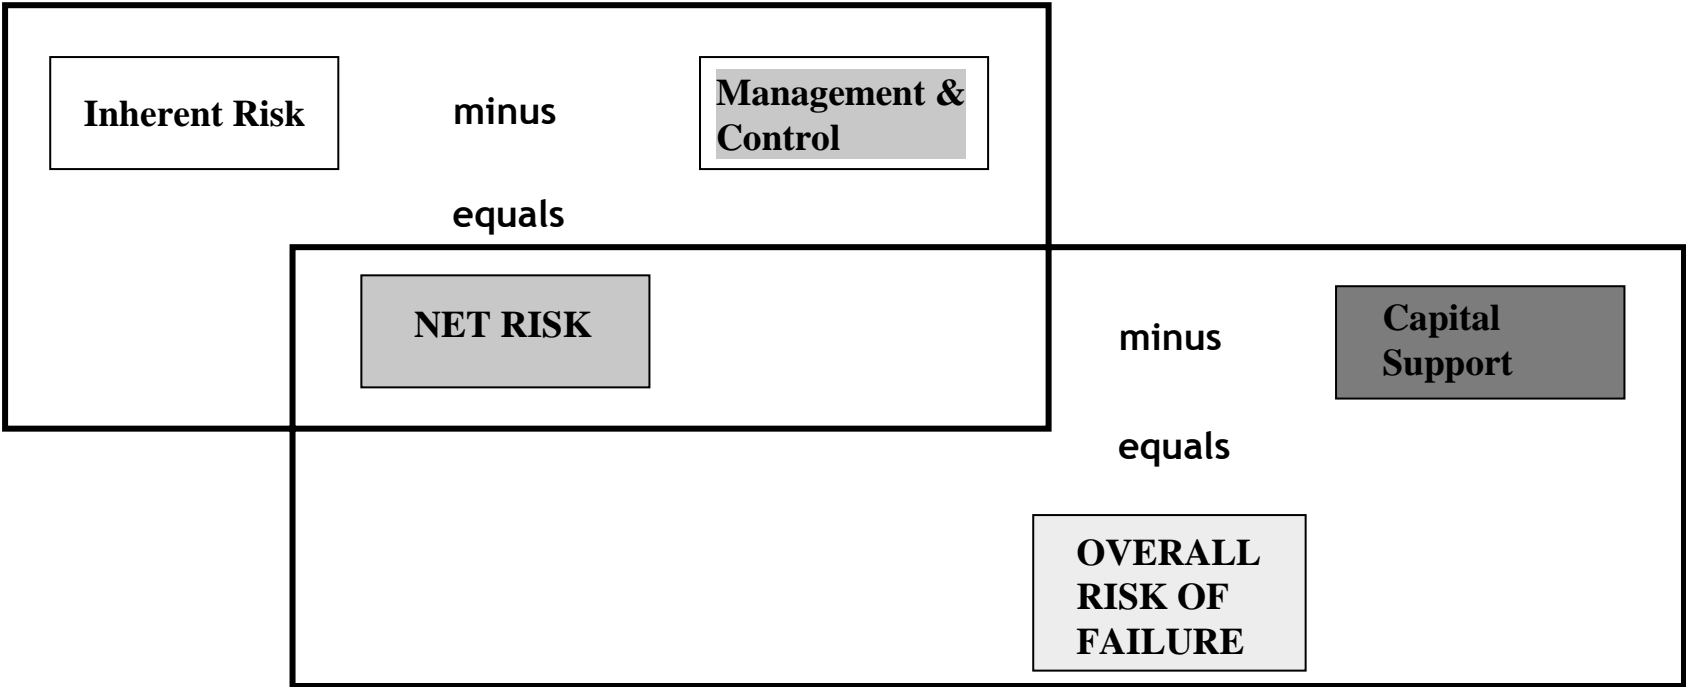 Inherent Risk
minus
Management &
Control
equals
NET RISK
minus
Capital
Support
equals
OVERALL
RISK OF
FAILURE